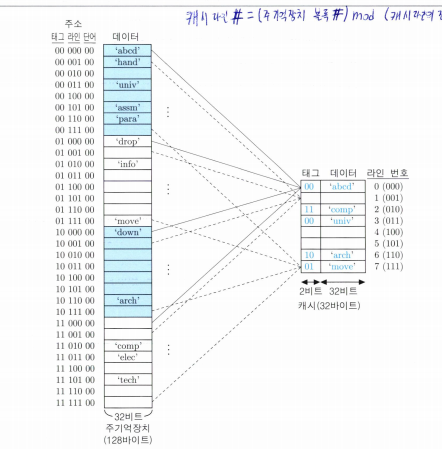 캐시 라인 # = (주기억장치 블록 #) mod (캐시 라인의
주소
태그 라인 단어 데이터
00 000 00 'abcd'
00 001 00 'hand'
00 010 00
00 011 00 'univ'
00 100 00
00 101 00 'assm'
00 110 00 'para'
00 111 00
01 000 00 'drop'
01 001 00
01 010 00 'info'
01 011 00
01 100 00
01 101 00
01 110 00
01 111 00 'move'
10 000 00 'down'
10 001 00
10 010 00
10 011 00
10 100 00
10 101 00
10 110 00 'arch'
10 111 00
11 000 00
11 001 00
11 010 00 'comp'
11 011 00 'elec'
11 100 00
11 101 00 'tech'
11 110 00
11 111 00
32비트
주기억장치
(128바이트)
태그 데이터 라인 번호
00 'abcd' 0 (000)
1 (001)
11 'comp' 2 (010)
00 'univ' 3 (011)
4 (100)
5 (101)
10 'arch' 6 (110)
01 'move' 7 (111)
2비트 32비트
캐시(32바이트)